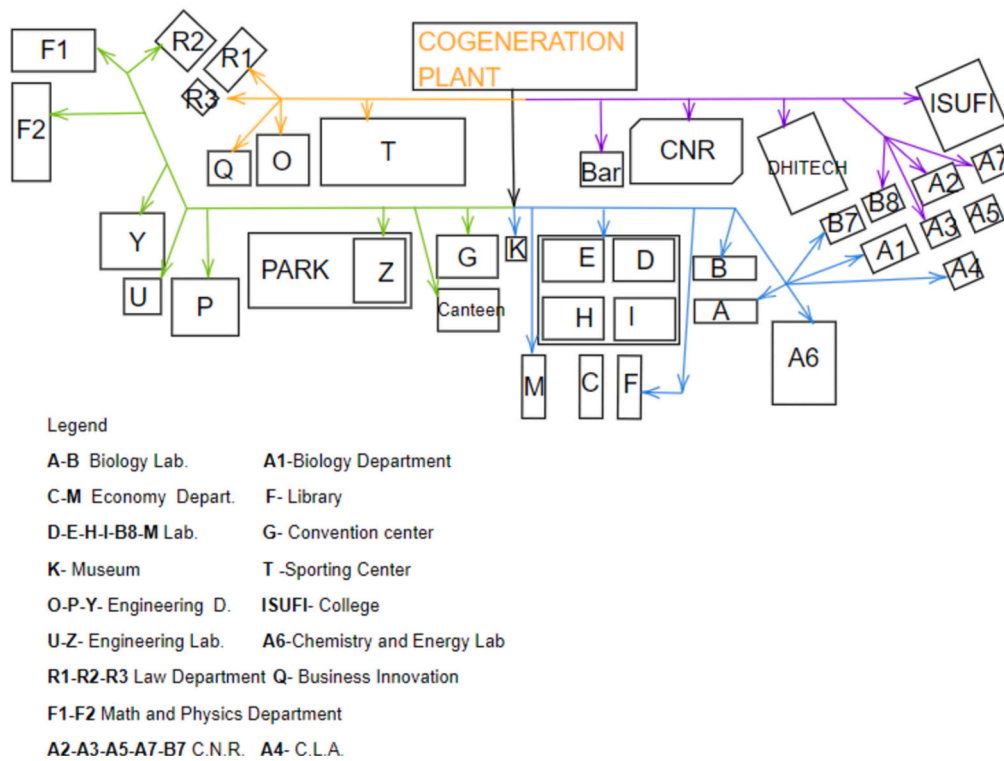 COGENERATION
PLANT
F1
R2
R1
R3
F2
Q
O
T
Bar
CNR
DHITECH
ISUFI
A7
A2
B8
A5
A3
B7
A1
A4
Y
U
P
PARK
Z
G
Canteen
K
E
D
H
I
B
A
A6
M
C
F
Legend
A-B Biology Lab. A1-Biology Department
C-M Economy Depart. F- Library
D-E-H-I-B8-M Lab. G- Convention center
K- Museum T -Sporting Center
O-P-Y- Engineering D. ISUFI- College
U-Z- Engineering Lab. A6-Chemistry and Energy Lab
R1-R2-R3 Law Department Q- Business Innovation
F1-F2 Math and Physics Department
A2-A3-A5-A7-B7 C.N.R. A4- C.L.A.